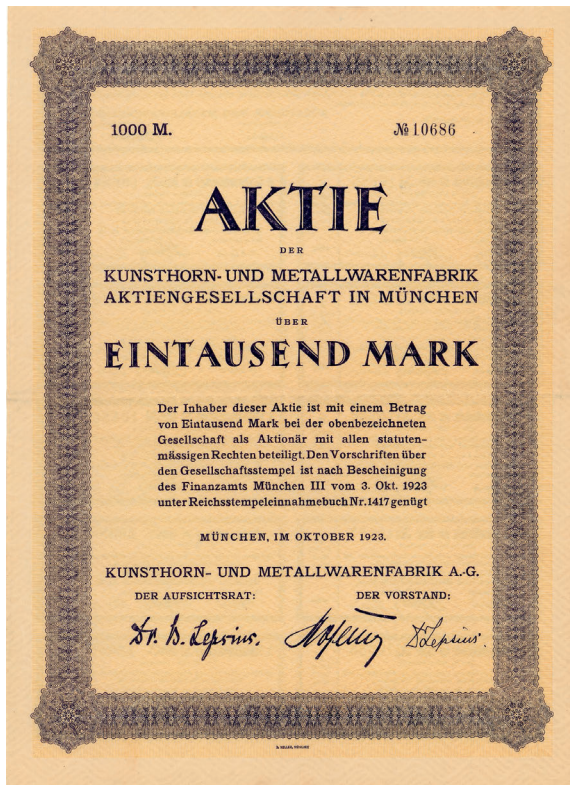 1000 M.
№ 10686
AKTIE
DER
KUNSTHORN- UND METALLWARENFABRIK
AKTIENGESELLSCHAFT IN MÜNCHEN
ÜBER
EINTAUSEND MARK
Der Inhaber dieser Aktie ist mit einem Betrag
von Eintausend Mark bei der obenbezeichneten
Gesellschaft als Aktionär mit allen statuten-
mässigen Rechten beteiligt. Den Vorschriften über
den Gesellschaftsstempel ist nach Bescheinigung
des Finanzamts München III vom 3. Okt. 1923
unter Reichsstempeleinnahmebuch Nr. 1417 genügt
MÜNCHEN, IM OKTOBER 1923.
KUNSTHORN- UND METALLWARENFABRIK A.-G.
DER AUFSICHTSRAT:
DER VORSTAND:
Dr. B. Lepsius.
D Lepsius.